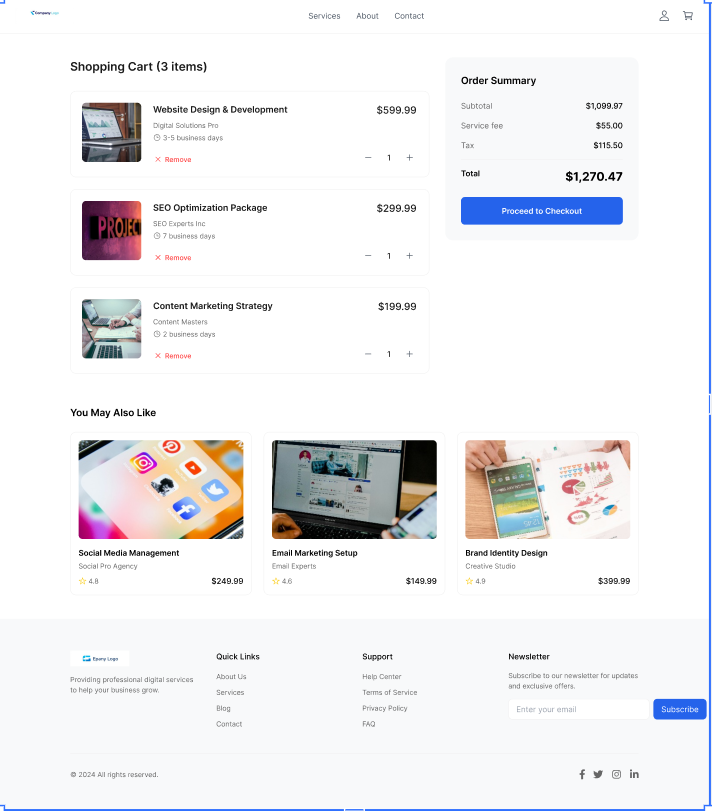 Company Logo
Services About Contact
Shopping Cart (3 items)
Website Design & Development
$599.99
Digital Solutions Pro
3-5 business days
Remove
1
PROJECT
SEO Optimization Package
$299.99
SEO Experts Inc
7 business days
Remove
1
Content Marketing Strategy
$199.99
Content Masters
2 business days
Remove
1
Order Summary
Subtotal $1,099.97
Service fee $55.00
Tax $115.50
Total $1,270.47
Proceed to Checkout
You May Also Like
Social Media Management
Social Pro Agency
4.8 $249.99
Email Marketing Setup
Email Experts
4.6 $149.99
Brand Identity Design
Creative Studio
4.9 $399.99
Providing professional digital services
to help your business grow.
Quick Links
About Us
Services
Blog
Contact
Support
Help Center
Terms of Service
Privacy Policy
FAQ
Newsletter
Subscribe to our newsletter for updates
and exclusive offers.
Enter your email Subscribe
© 2024 All rights reserved.